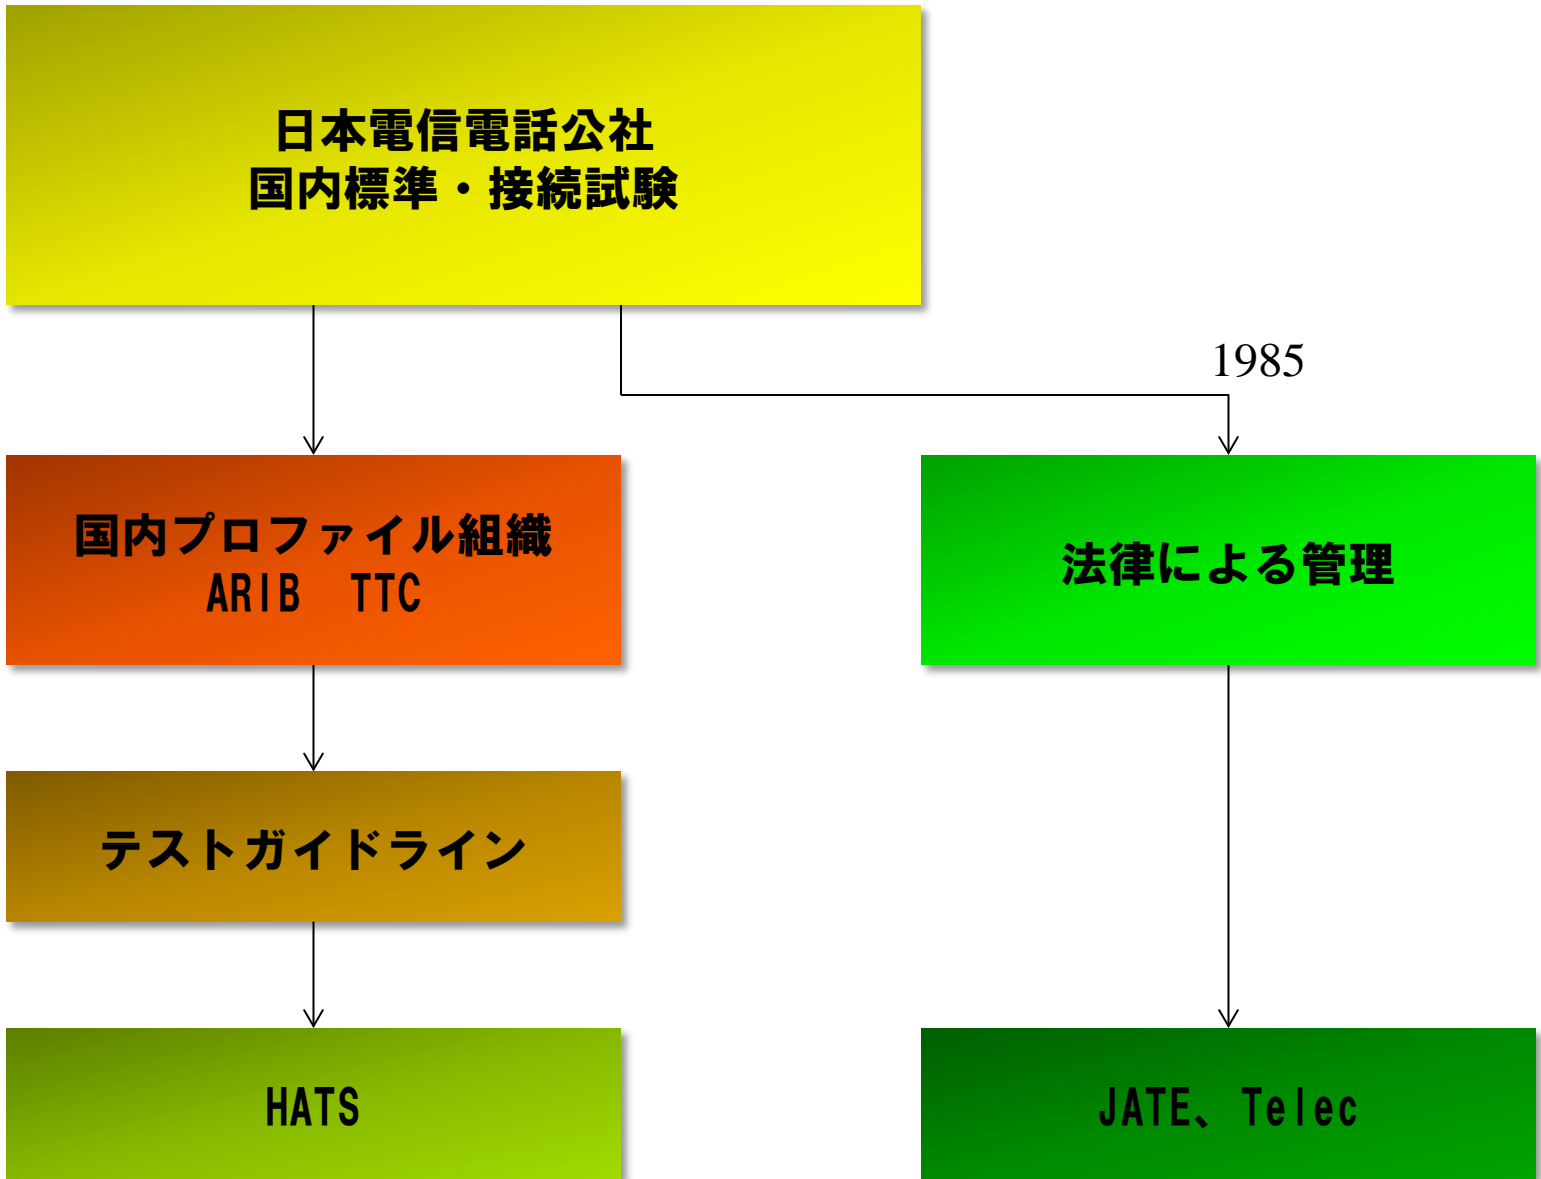 日本電信電話公社
国内標準・接続試験
1985
国内プロファイル組織
ARIB　TTC
法律による管理
テストガイドライン
HATS
JATE、Telec